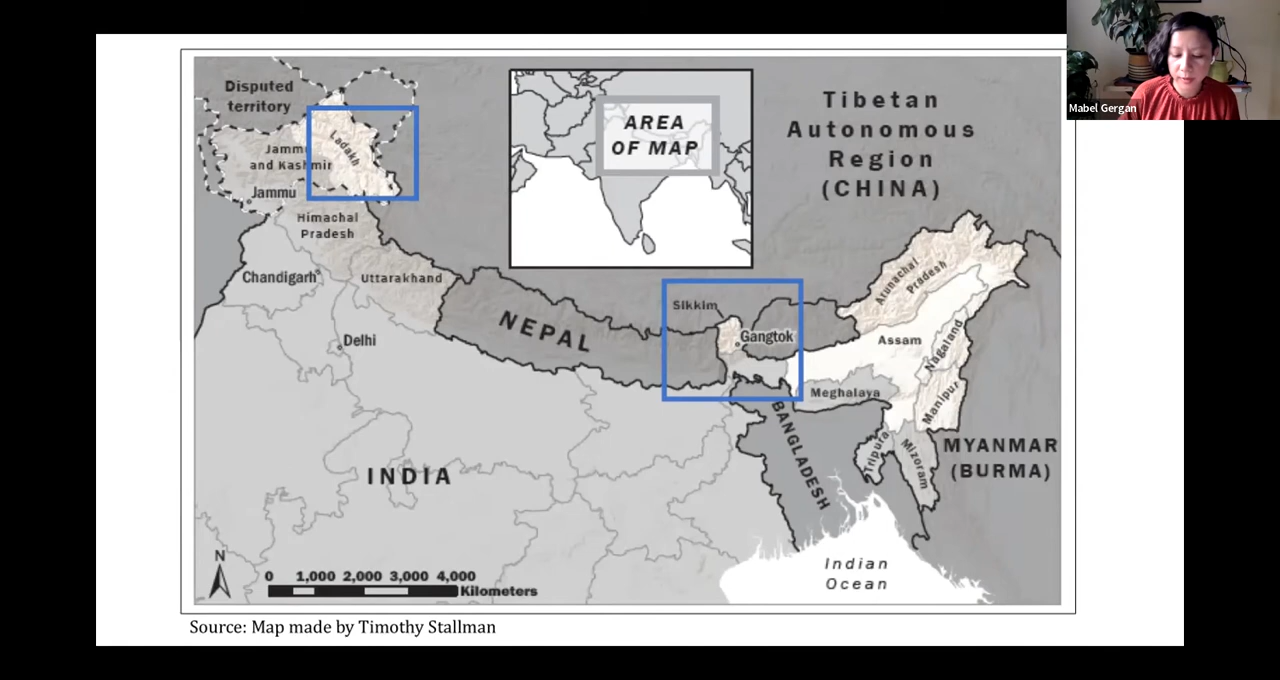 Disputed
territory
Ladakh
Jammu
and Kashmir
Jammu
Himachal
Pradesh
Chandigarh
Uttarakhand
Delhi
NEPAL
INDIA
AREA
OF MAP
Tibetan
Autonomous
Region
(CHINA)
Sikkim
Gangtok
Arunachal
Pradesh
Assam
Nagaland
Meghalaya
Manipur
BANGLADESH
Tripura
Mizoram
MYANMAR
(BURMA)
Indian
Ocean
N
0 1,000 2,000 3,000 4,000
Kilometers
Source: Map made by Timothy Stallman
Mabel Gergan